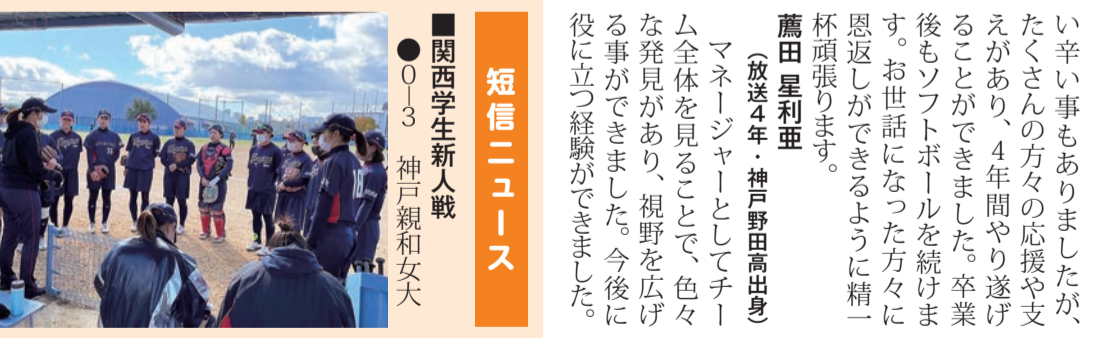 い辛い事もありましたが、
たくさんの方々の応援や支
えがあり、4年間やり遂げ
ることができました。卒業
後もソフトボールを続けま
す。お世話になった方々に
恩返しができるように精一
杯頑張ります。
薦田 星利亜
（放送4年・神戸野田高出身）
マネージャーとしてチー
ム全体を見ることで、色々
な発見があり、視野を広げ
る事ができました。今後に
役に立つ経験ができました。
短信ニュース
■関西学生新人戦
●0―3 神戸親和女大